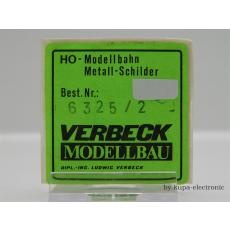 HO-Modellbahn
Metall-Schilder
Best. Nr.:
6325/2
VERBECK
MODELLBAU
DIPL.-ING. LUDWIG VERBECK
by kupa-electronic